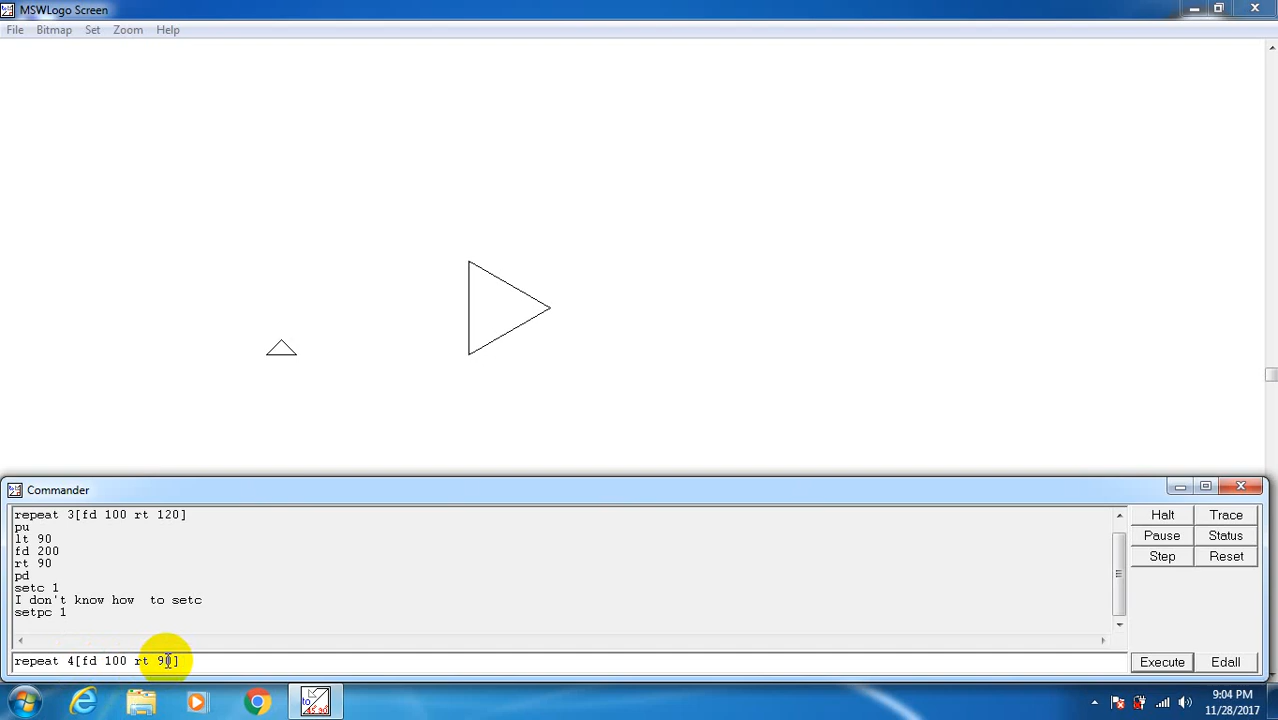 MSWLogo Screen
File Bitmap Set Zoom Help
Commander
repeat 3[fd 100 rt 120]
pu
lt 90
fd 200
rt 90
pd
setc 1
I don't know how  to setc
setpc 1
Halt Trace
Pause Status
Step Reset
repeat 4[fd 100 rt 90]
Execute Edall
9:04 PM
11/28/2017